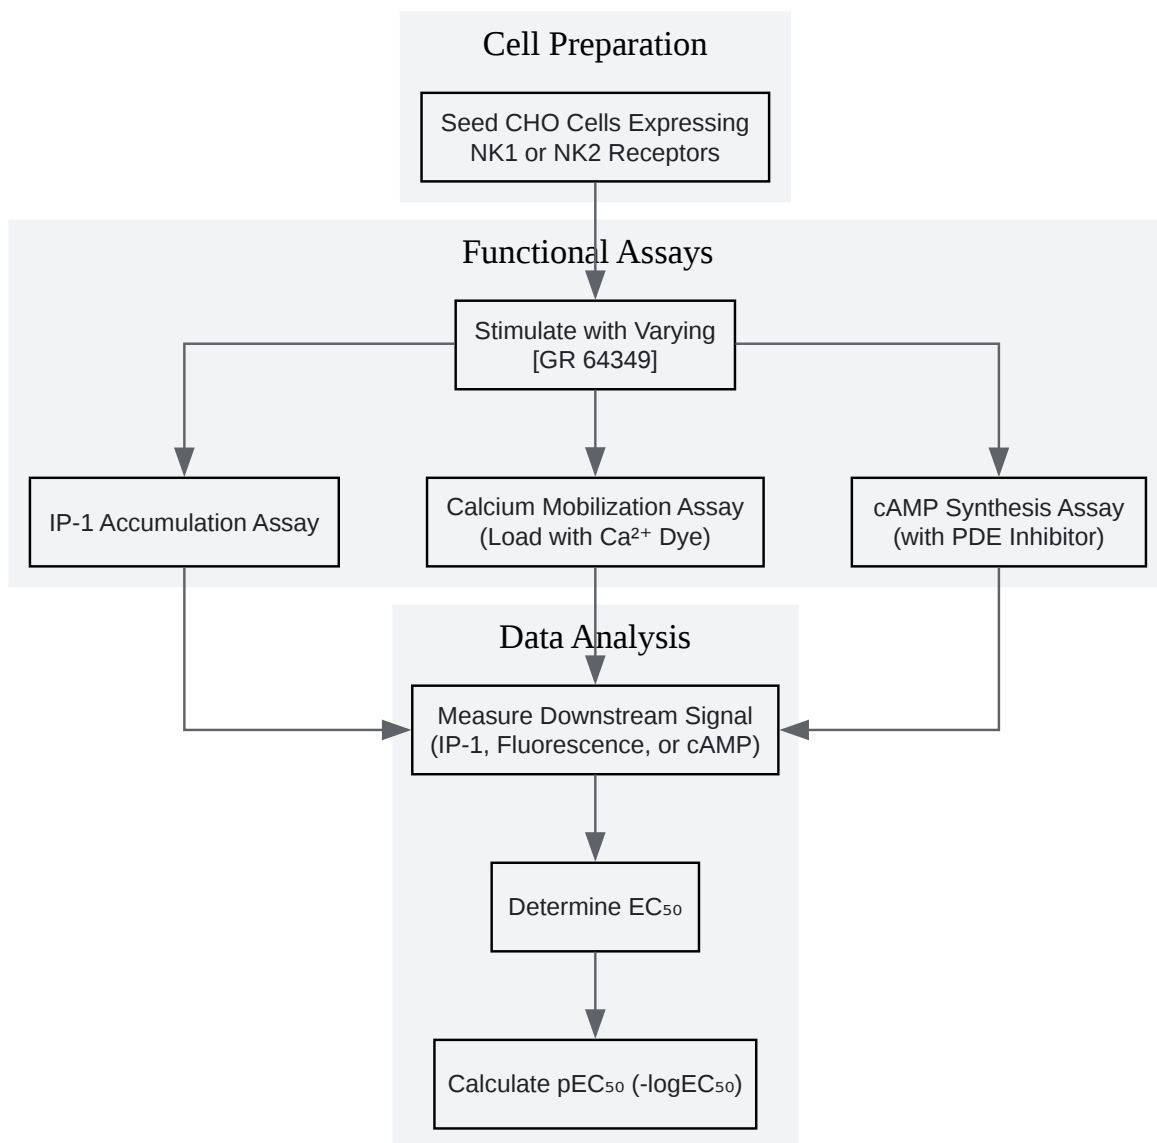 Cell Preparation
Seed CHO Cells Expressing
NK1 or NK2 Receptors
Functional Assays
Stimulate with Varying
[GR 64349]
IP-1 Accumulation Assay
Calcium Mobilization Assay
(Load with Ca²⁺ Dye)
cAMP Synthesis Assay
(with PDE Inhibitor)
Data Analysis
Measure Downstream Signal
(IP-1, Fluorescence, or cAMP)
Determine EC₅₀
Calculate pEC₅₀ (-logEC₅₀)